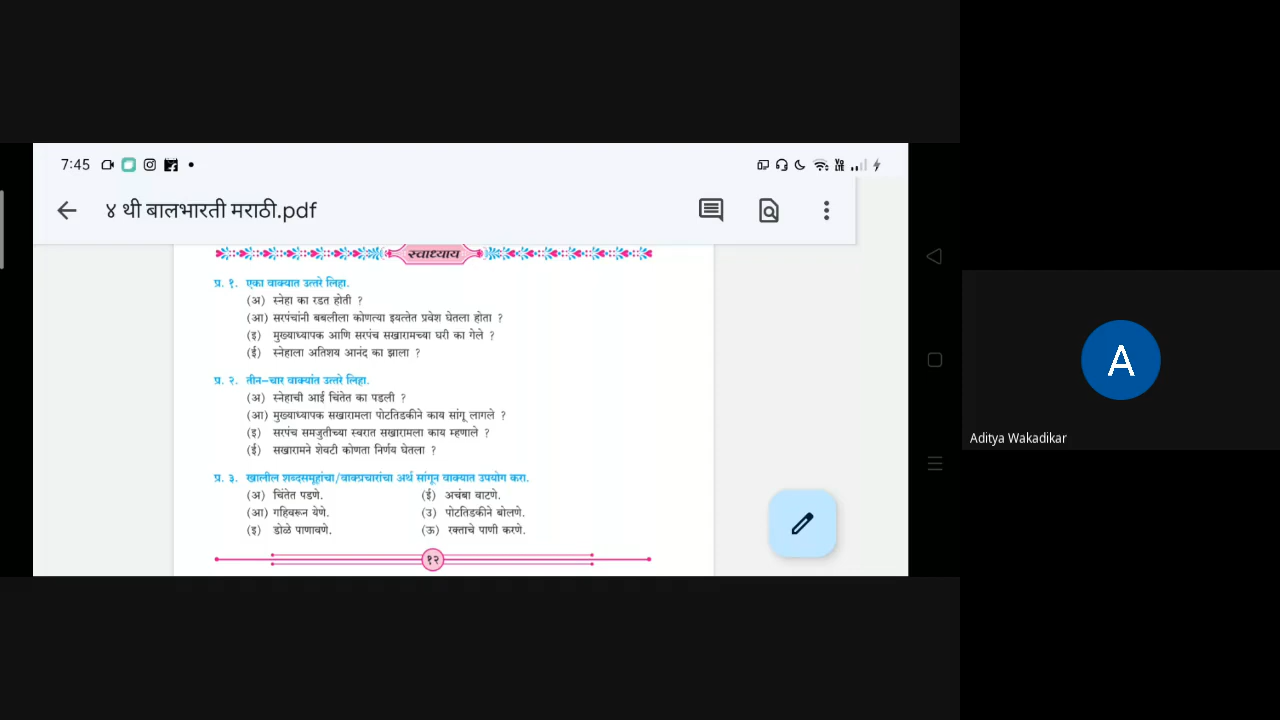 7:45
४ थी बालभारती मराठी.pdf
स्वाध्याय
प्र. १. एका वाक्यात उत्तरे लिहा.
(अ) स्नेहा का रडत होती ?
(आ) सरपंचांनी बबलीला कोणत्या इयत्तेत प्रवेश घेतला होता ?
(इ) मुख्याध्यापक आणि सरपंच सखारामच्या घरी का गेले ?
(ई) स्नेहाला अतिशय आनंद का झाला ?
प्र. २. तीन-चार वाक्यांत उत्तरे लिहा.
(अ) स्नेहाची आई चिंतेत का पडली ?
(आ) मुख्याध्यापक सखारामला पोटतिडकीने काय सांगू लागले ?
(इ) सरपंच समजुतीच्या स्वरात सखारामला काय म्हणाले ?
(ई) सखारामने शेवटी कोणता निर्णय घेतला ?
प्र. ३. खालील शब्दसमूहांचा/वाक्प्रचारांचा अर्थ सांगून वाक्यात उपयोग करा.
(अ) चिंतेत पडणे. (ई) अचंबा वाटणे.
(आ) गहिवरून येणे. (उ) पोटतिडकीने बोलणे.
(इ) डोळे पाणावणे. (ऊ) रक्ताचे पाणी करणे.
१२
A
Aditya Wakadikar